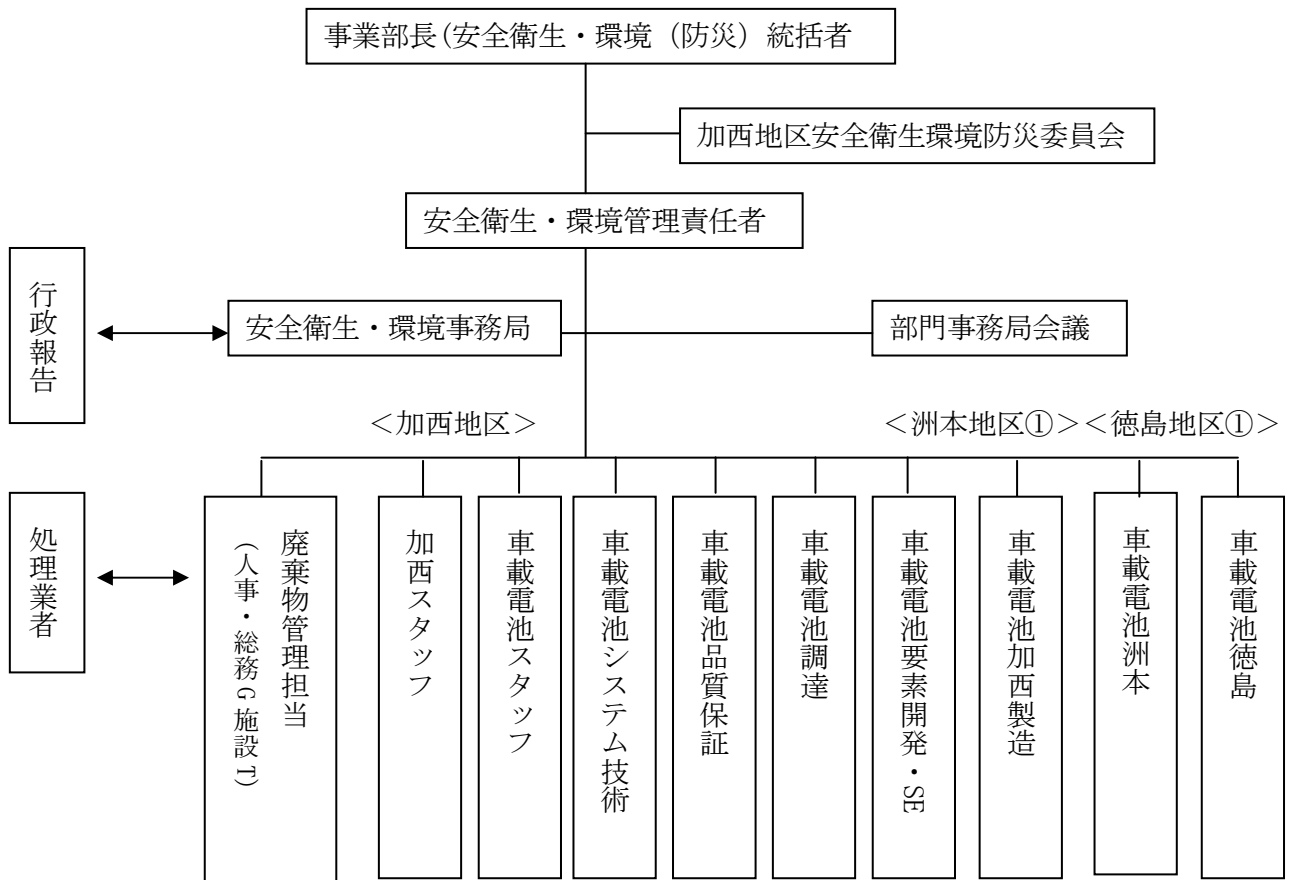 事業部長(安全衛生・環境（防災）統括者
加西地区安全衛生環境防災委員会
安全衛生・環境管理責任者
行政報告
安全衛生・環境事務局
部門事務局会議
＜加西地区＞
＜洲本地区①＞
＜徳島地区①＞
処理業者
廃棄物管理担当
（人事・総務G 施設T）
加西スタッフ
車載電池スタッフ
車載電池システム技術
車載電池品質保証
車載電池調達
車載電池要素開発・SE
車載電池加西製造
車載電池洲本
車載電池徳島